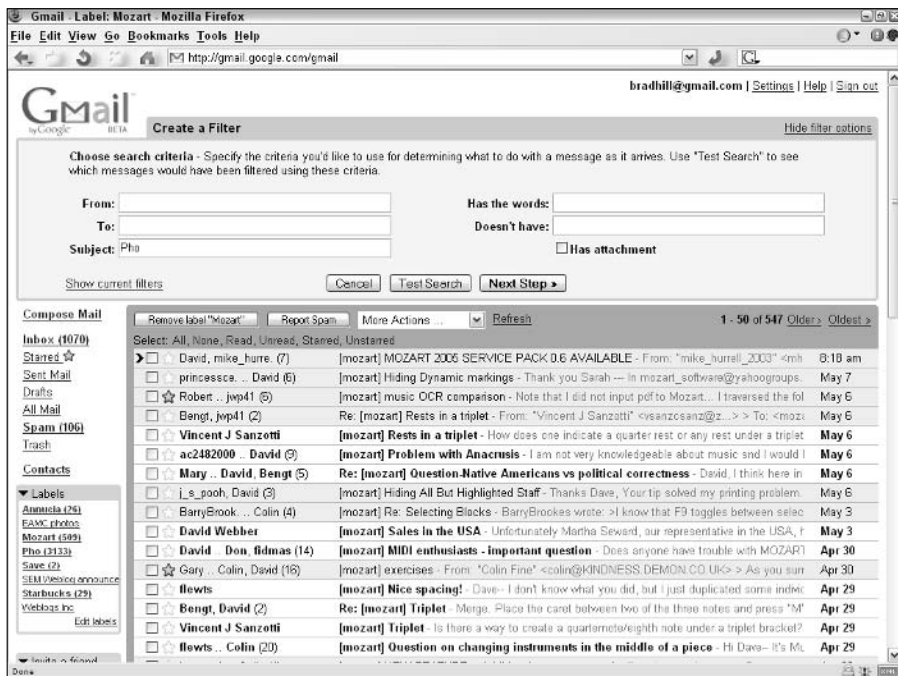 Gmail - Label: Mozart - Mozilla Firefox
File Edit View Go Bookmarks Tools Help
http://gmail.google.com/gmail
bradhill@gmail.com | Settings | Help | Sign out
Gmail
by Google BETA
Create a Filter
Hide filter options
Choose search criteria - Specify the criteria you'd like to use for determining what to do with a message as it arrives. Use "Test Search" to see
which messages would have been filtered using these criteria.
From:
Has the words:
To:
Doesn't have:
Subject: Pho
Has attachment
Show current filters
Cancel
Test Search
Next Step »
Compose Mail
Inbox (1070)
Starred
Sent Mail
Drafts
All Mail
Spam (106)
Trash
Contacts
Labels
Annucia (26)
EAMC photos
Mozart (509)
Pho (3133)
Save (2)
SEM Weblog announce
Starbucks (29)
Weblogs Inc
Edit labels
Invite a friend
Remove label "Mozart"
Report Spam
More Actions ...
Refresh
1 - 50 of 547 Older › Oldest »
Select: All, None, Read, Unread, Starred, Unstarred
David, mike_hurre. (7) [mozart] MOZART 2005 SERVICE PACK 0.6 AVAILABLE - From: "mike_hurrell_2003" <mh 8:18 am
princessce. .. David (6) [mozart] Hiding Dynamic markings - Thank you Sarah --- In mozart_software@yahoogroups. May 7
Robert .. jwp41 (5) [mozart] music OCR comparison - Note that I did not input pdf to Mozart... I traversed the fol May 6
Bengt, jwp41 (2) Re: [mozart] Rests in a triplet - From: "Vincent J Sanzotti" <vsanzcsanz@z...> > To: <moza May 6
Vincent J Sanzotti [mozart] Rests in a triplet - How does one indicate a quarter rest or any rest under a triplet May 6
ac2482000 .. David (9) [mozart] Problem with Anacrusis - I am not very knowledgeable about music snd I would l May 6
Mary .. David, Bengt (5) Re: [mozart] Question-Native Americans vs political correctness - David, I think here in May 6
j_s_pooh, David (3) [mozart] Hiding All But Highlighted Staff - Thanks Dave, Your tip solved my printing problem. May 6
BarryBrook. .. Colin (4) [mozart] Re: Selecting Blocks - BarryBrookes wrote: >I know that F9 toggles between selec May 3
David Webber [mozart] Sales in the USA - Unfortunately Martha Seward, our representative in the USA, h May 3
David .. Don, fidmas (14) [mozart] MIDI enthusiasts - important question - Does anyone have trouble with MOZART Apr 30
Gary .. Colin, David (16) [mozart] exercises - From: "Colin Fine" <colin@KINDNESS.DEMON.CO.UK> > As you surr Apr 30
flewts [mozart] Nice spacing! - Dave-- I don't know what you did, but I just duplicated some indivic Apr 29
Bengt, David (2) Re: [mozart] Triplet - Merge. Place the caret between two of the three notes and press "M" Apr 29
Vincent J Sanzotti [mozart] Triplet - Is there a way to create a quarternote/eighth note under a triplet bracket? Apr 29
flewts .. Colin (20) [mozart] Question on changing instruments in the middle of a piece - Hi Dave-- It's Mu Apr 29
Done